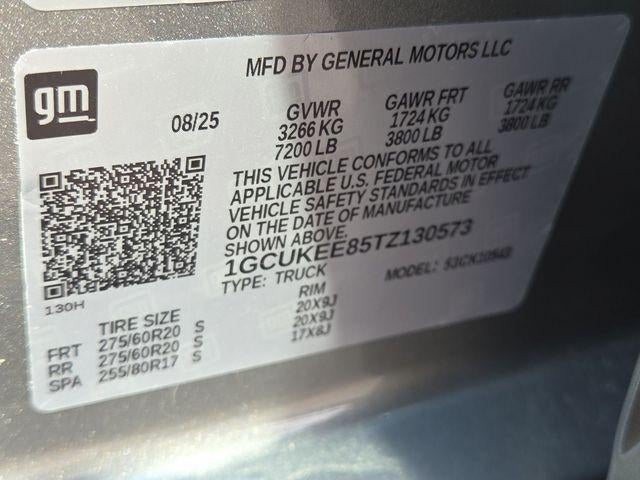 MFD BY GENERAL MOTORS LLC
gm
08/25
GVWR GAWR FRT GAWR RR
3266 KG 1724 KG 1724 KG
7200 LB 3800 LB 3800 LB
THIS VEHICLE CONFORMS TO ALL
APPLICABLE U.S. FEDERAL MOTOR
VEHICLE SAFETY STANDARDS IN EFFECT
ON THE DATE OF MANUFACTURE
SHOWN ABOVE.
1GCUKEE85TZ130573
TYPE: TRUCK MODEL: 53CK10543
130H
TIRE SIZE RIM
FRT 275/60R20 S 20X9J
RR 275/60R20 S 20X9J
SPA 255/80R17 S 17X8J